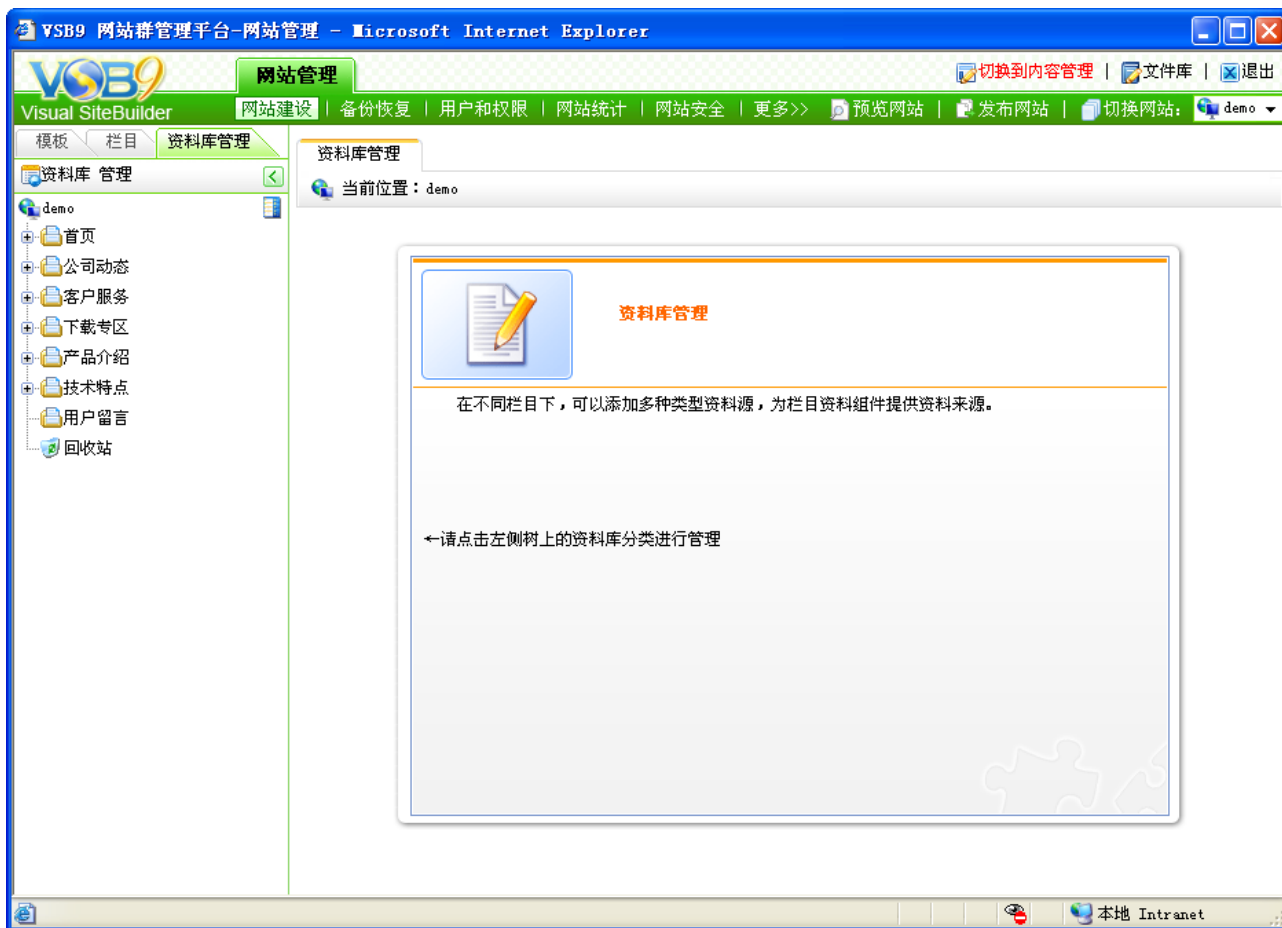 VSB9 网站群管理平台-网站管理 - Microsoft Internet Explorer
VSB9
Visual SiteBuilder
网站管理
切换到内容管理 | 文件库 | 退出
网站建设 | 备份恢复 | 用户和权限 | 网站统计 | 网站安全 | 更多>> 预览网站 | 发布网站 | 切换网站: demo
模板 栏目 资料库管理
资料库 管理
demo
首页
公司动态
客户服务
下载专区
产品介绍
技术特点
用户留言
回收站
资料库管理
当前位置：demo
资料库管理
在不同栏目下，可以添加多种类型资料源，为栏目资料组件提供资料来源。
←请点击左侧树上的资料库分类进行管理
本地 Intranet